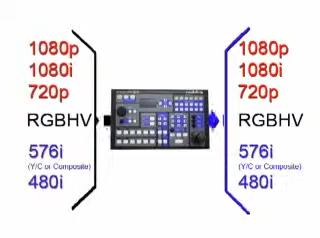 1080p
1080i
720p
RGBHV
576i
(Y/C or Composite)
480i
1080p
1080i
720p
RGBHV
576i
(Y/C or Composite)
480i